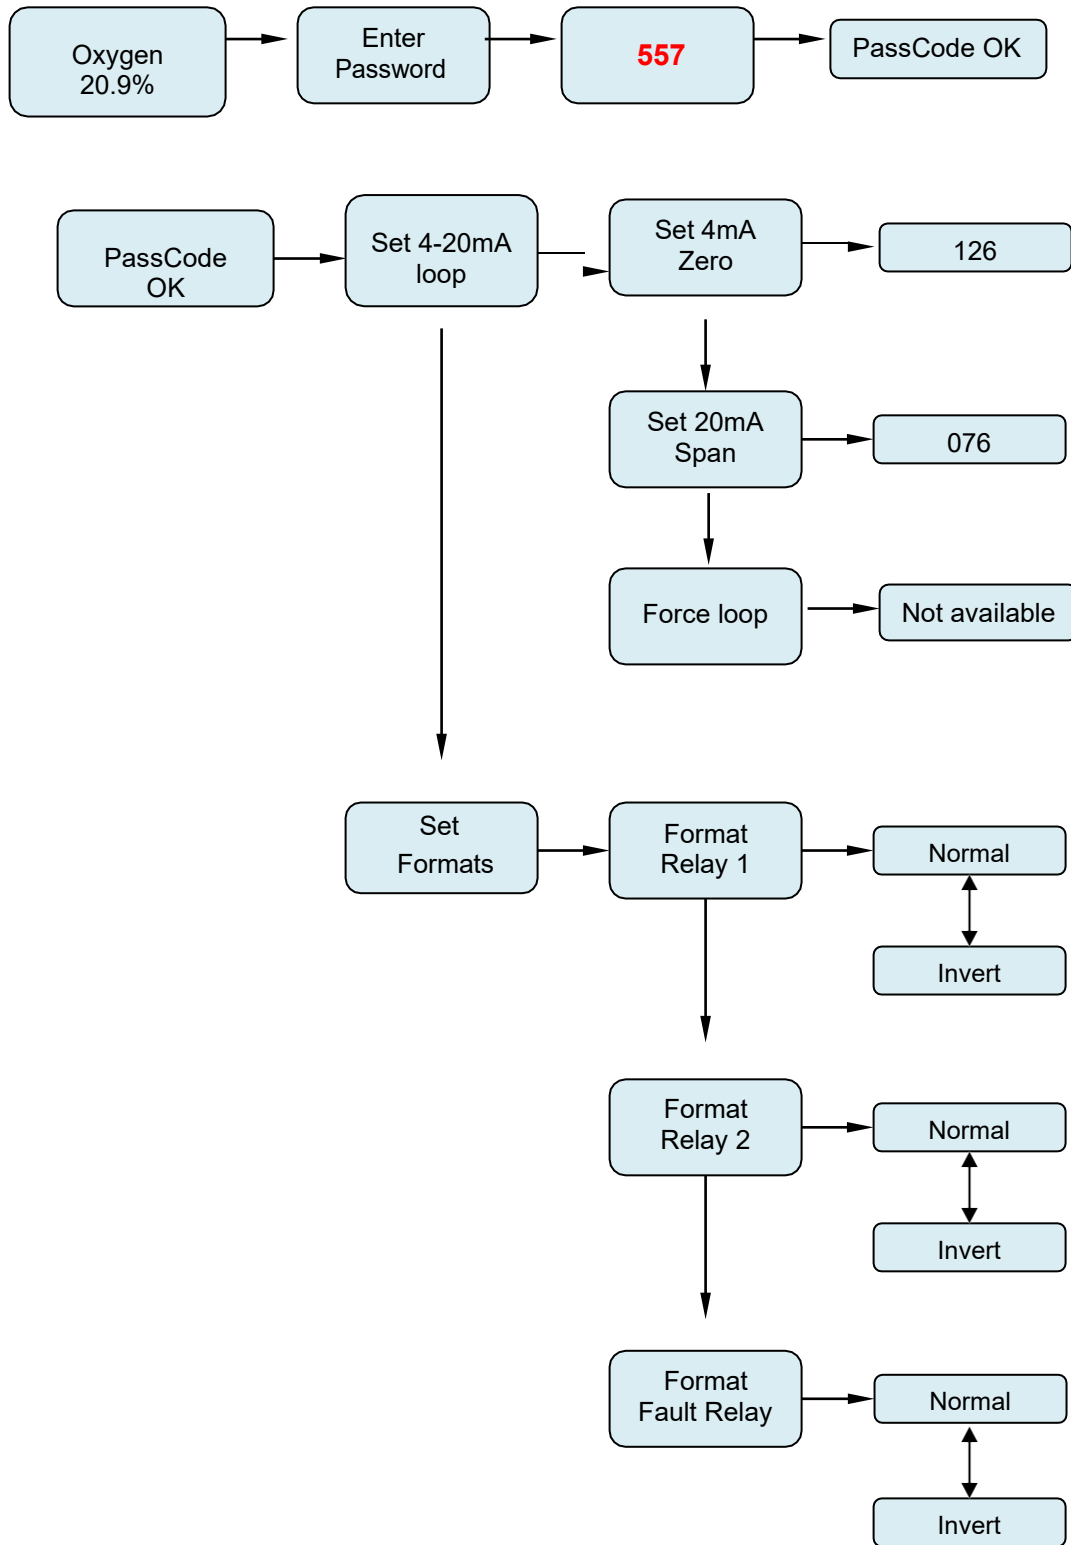 Oxygen
20.9%
Enter
Password
557
PassCode OK
PassCode
OK
Set 4-20mA
loop
Set 4mA
Zero
126
Set 20mA
Span
076
Force loop
Not available
Set
Formats
Format
Relay 1
Normal
Invert
Format
Relay 2
Normal
Invert
Format
Fault Relay
Normal
Invert